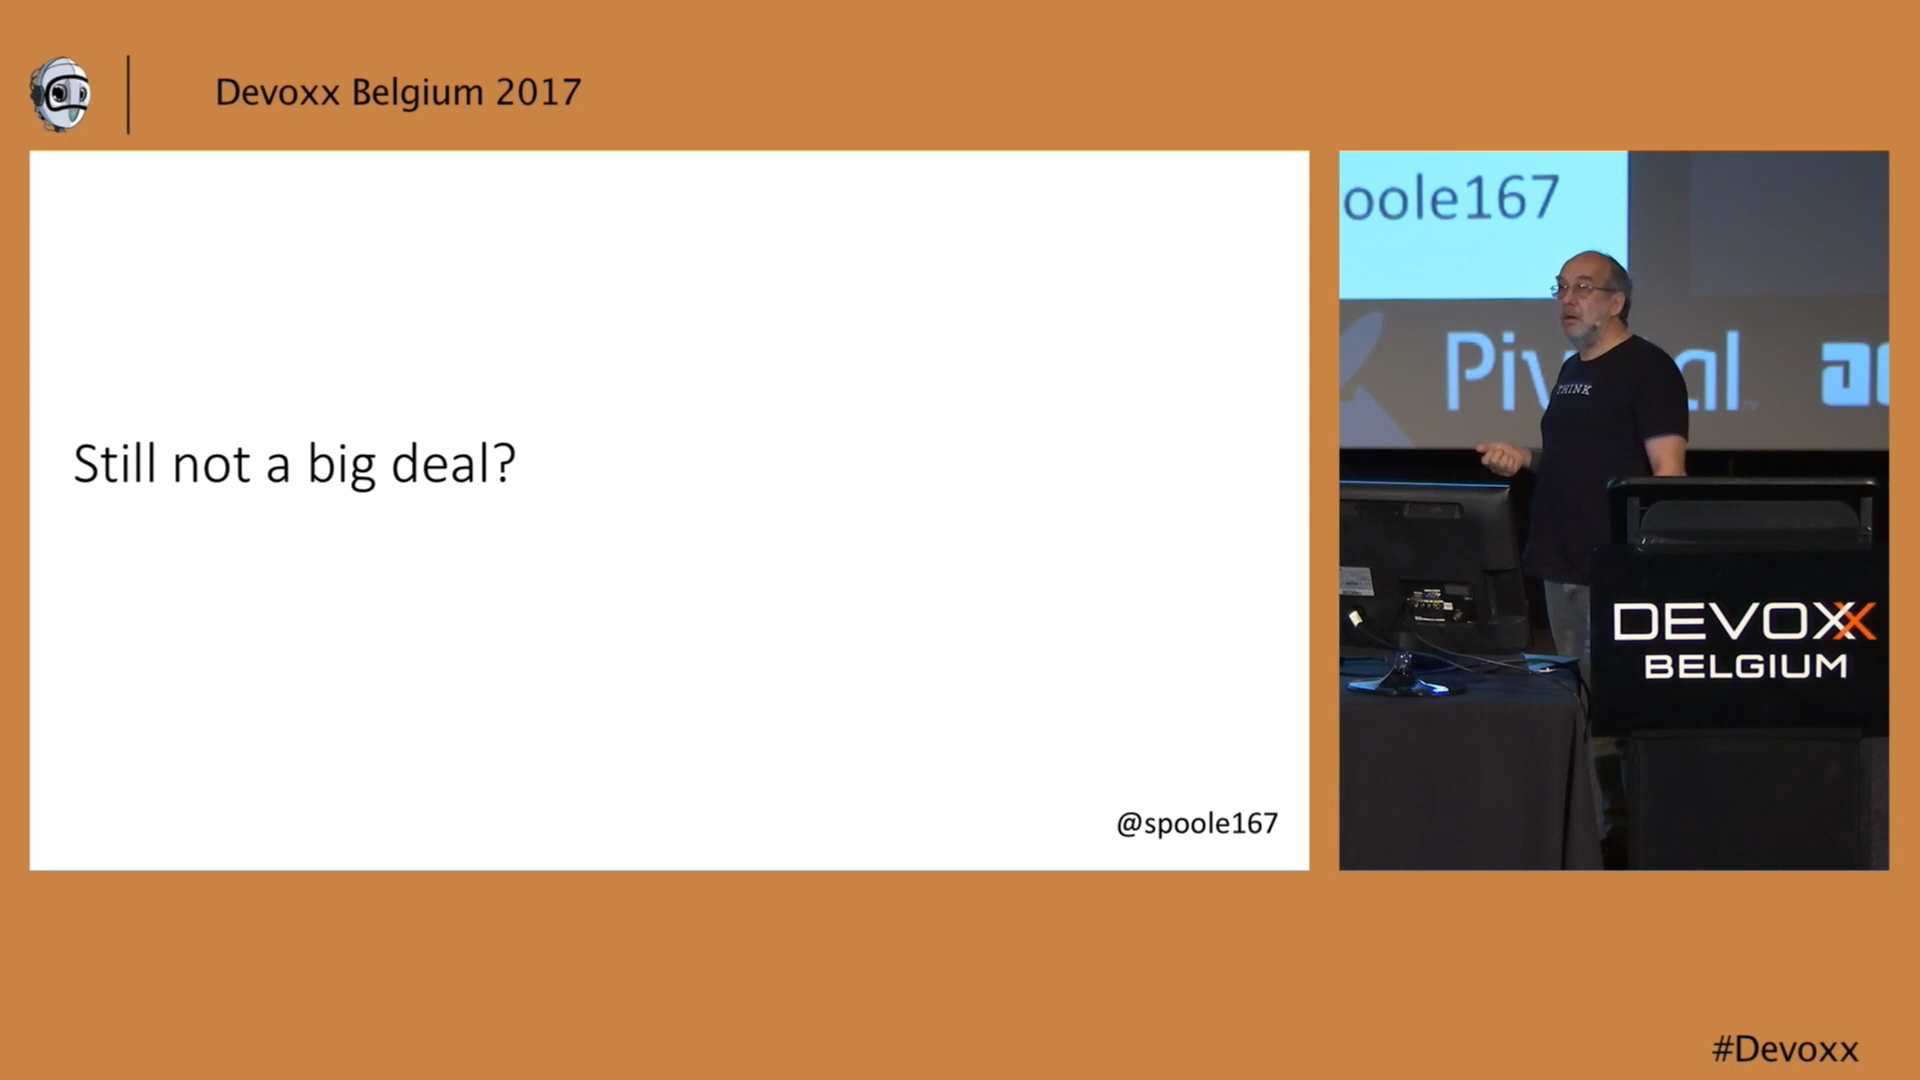 Devoxx Belgium 2017
Still not a big deal?
@spoole167
oole167
THINK
DEVOXX
BELGIUM
#Devoxx